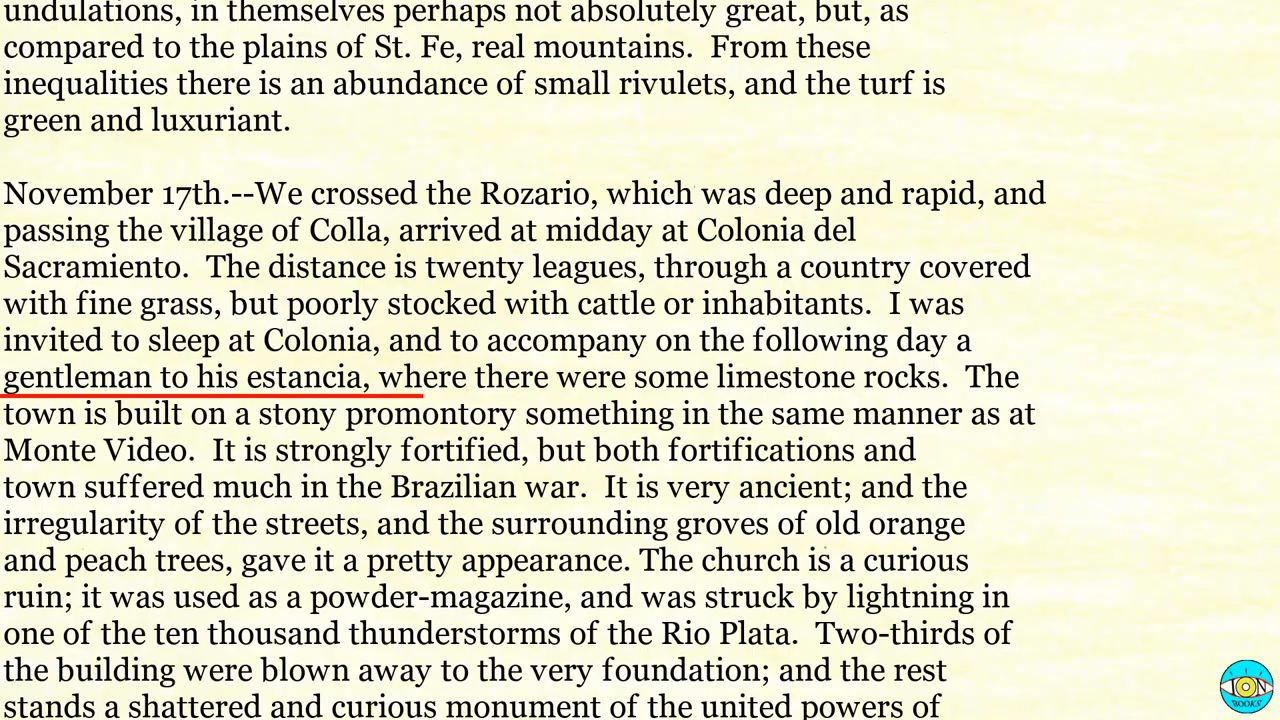 undulations, in themselves perhaps not absolutely great, but, as
compared to the plains of St. Fe, real mountains.  From these
inequalities there is an abundance of small rivulets, and the turf is
green and luxuriant.

November 17th.--We crossed the Rozario, which was deep and rapid, and
passing the village of Colla, arrived at midday at Colonia del
Sacramiento.  The distance is twenty leagues, through a country covered
with fine grass, but poorly stocked with cattle or inhabitants.  I was
invited to sleep at Colonia, and to accompany on the following day a
gentleman to his estancia, where there were some limestone rocks.  The
town is built on a stony promontory something in the same manner as at
Monte Video.  It is strongly fortified, but both fortifications and
town suffered much in the Brazilian war.  It is very ancient; and the
irregularity of the streets, and the surrounding groves of old orange
and peach trees, gave it a pretty appearance. The church is a curious
ruin; it was used as a powder-magazine, and was struck by lightning in
one of the ten thousand thunderstorms of the Rio Plata.  Two-thirds of
the building were blown away to the very foundation; and the rest
stands a shattered and curious monument of the united powers of
ION
BOOKS